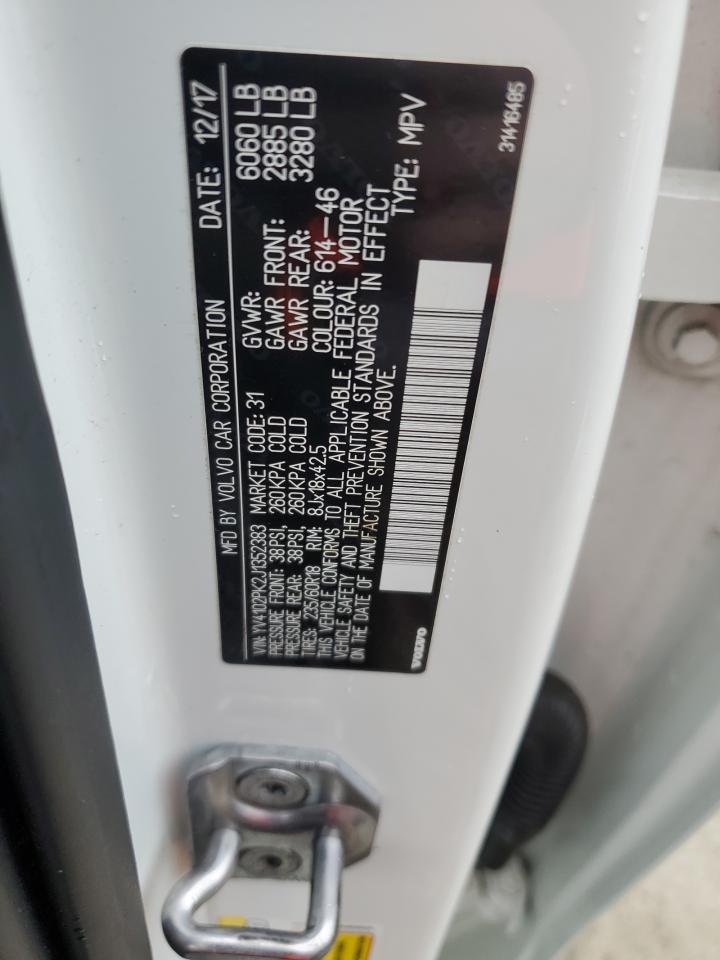 MFD BY VOLVO CAR CORPORATION DATE: 12/17
VIN: YV4102PK2J1352383 MARKET CODE: 31 GVWR: 6060 LB
PRESSURE FRONT: 38PSI, 260KPA COLD GAWR FRONT: 2885 LB
PRESSURE REAR: 38PSI, 260KPA COLD GAWR REAR: 3280 LB
TIRES: 235/60R18 RIM: 8Jx18x42.5 COLOUR: 614-46
THIS VEHICLE CONFORMS TO ALL APPLICABLE FEDERAL MOTOR
VEHICLE SAFETY AND THEFT PREVENTION STANDARDS IN EFFECT
ON THE DATE OF MANUFACTURE SHOWN ABOVE. TYPE: MPV
VOLVO 31416485